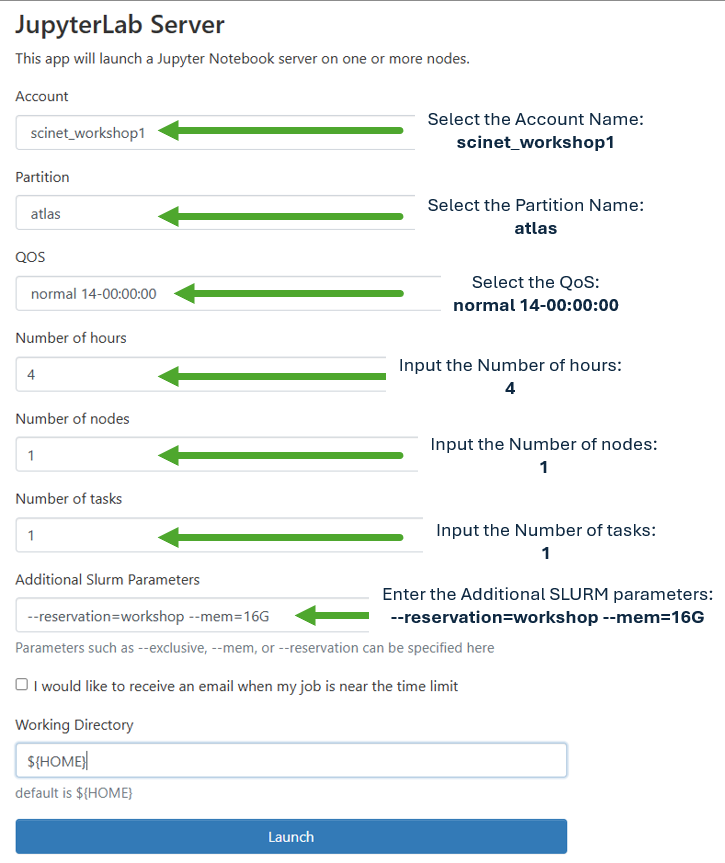 JupyterLab Server
This app will launch a Jupyter Notebook server on one or more nodes.
Account
scinet_workshop1
Select the Account Name:
scinet_workshop1
Partition
atlas
Select the Partition Name:
atlas
QOS
normal 14-00:00:00
Select the QoS:
normal 14-00:00:00
Number of hours
4
Input the Number of hours:
4
Number of nodes
1
Input the Number of nodes:
1
Number of tasks
1
Input the Number of tasks:
1
Additional Slurm Parameters
--reservation=workshop --mem=16G
Enter the Additional SLURM parameters:
--reservation=workshop --mem=16G
Parameters such as --exclusive, --mem, or --reservation can be specified here
I would like to receive an email when my job is near the time limit
Working Directory
${HOME}
default is ${HOME}
Launch